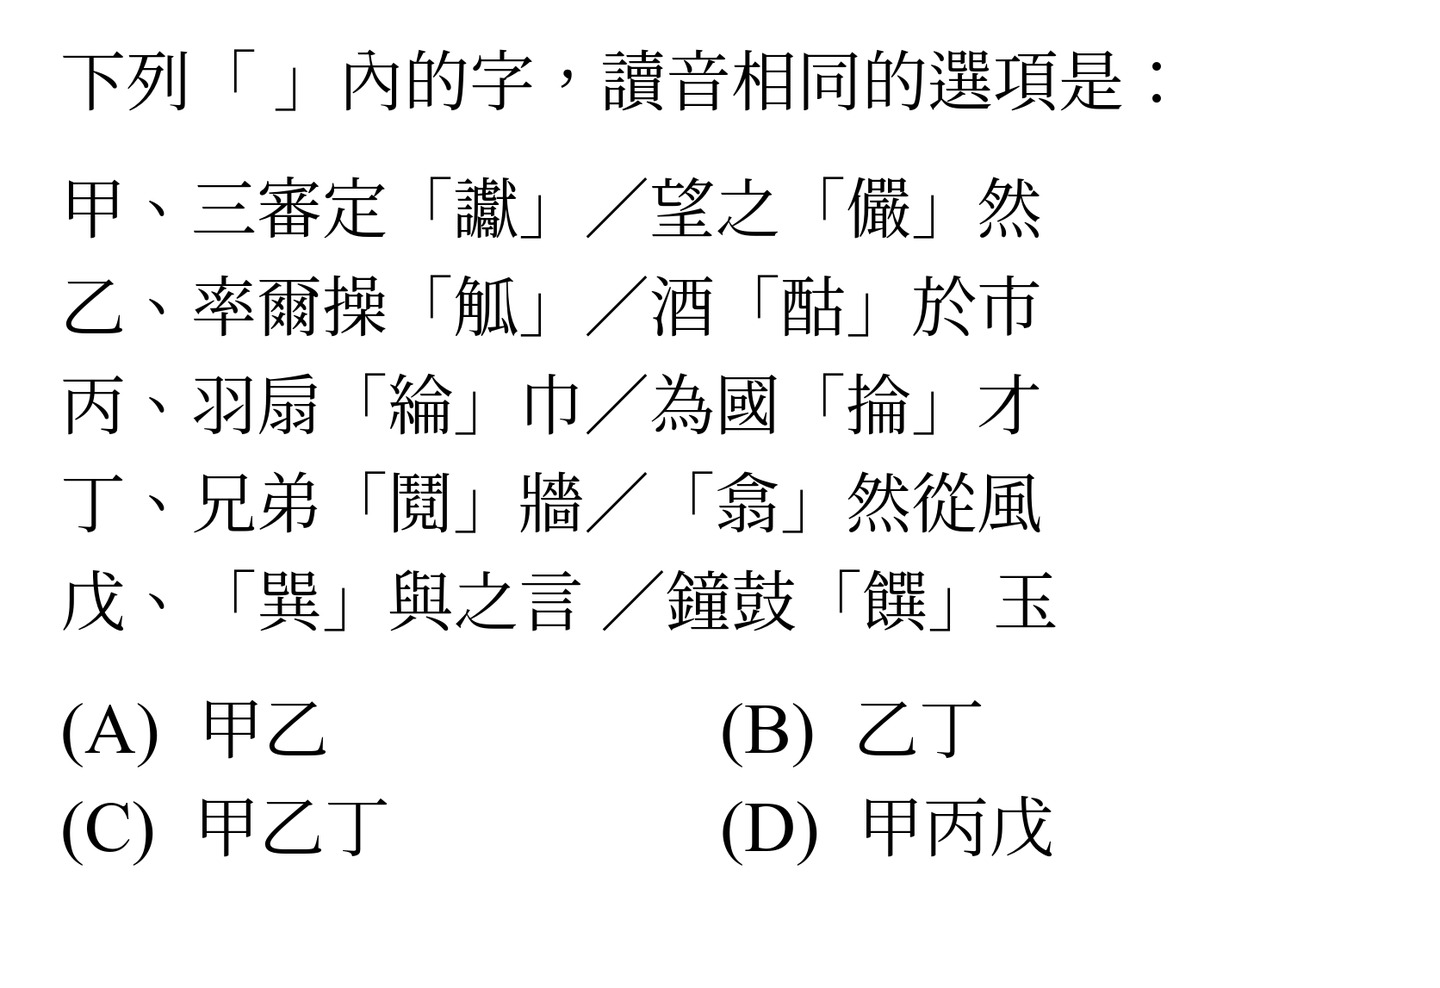 下列「 」內的字，讀音相同的選項是：
甲、三審定「讞」／望之「儼」然
乙、率爾操「觚」／酒「酤」於市
丙、羽扇「綸」巾／為國「掄」才
丁、兄弟「鬩」牆／「翕」然從風
戊、「巽」與之言 ／鐘鼓「饌」玉
(A) 甲乙 (B) 乙丁
(C) 甲乙丁 (D) 甲丙戊